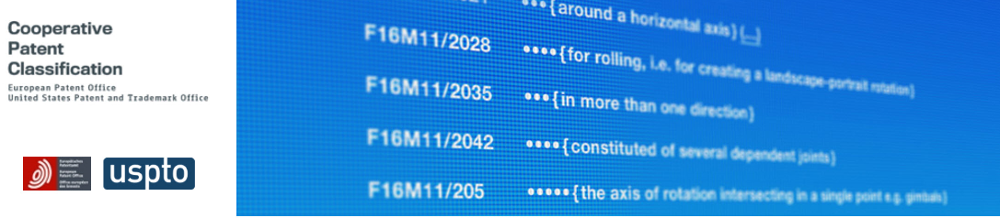 Cooperative
Patent
Classification
European Patent Office
United States Patent and Trademark Office
Europäisches
Patentamt
European
Patent Office
Office européen
des brevets
uspto
••••{around a horizontal axis} {...}
F16M11/2028 ••••{for rolling, i.e. for creating a landscape-portrait rotation}
F16M11/2035 •••{in more than one direction}
F16M11/2042 ••••{constituted of several dependent joints}
F16M11/205 •••••{the axis of rotation intersecting in a single point e.g. gimbals}